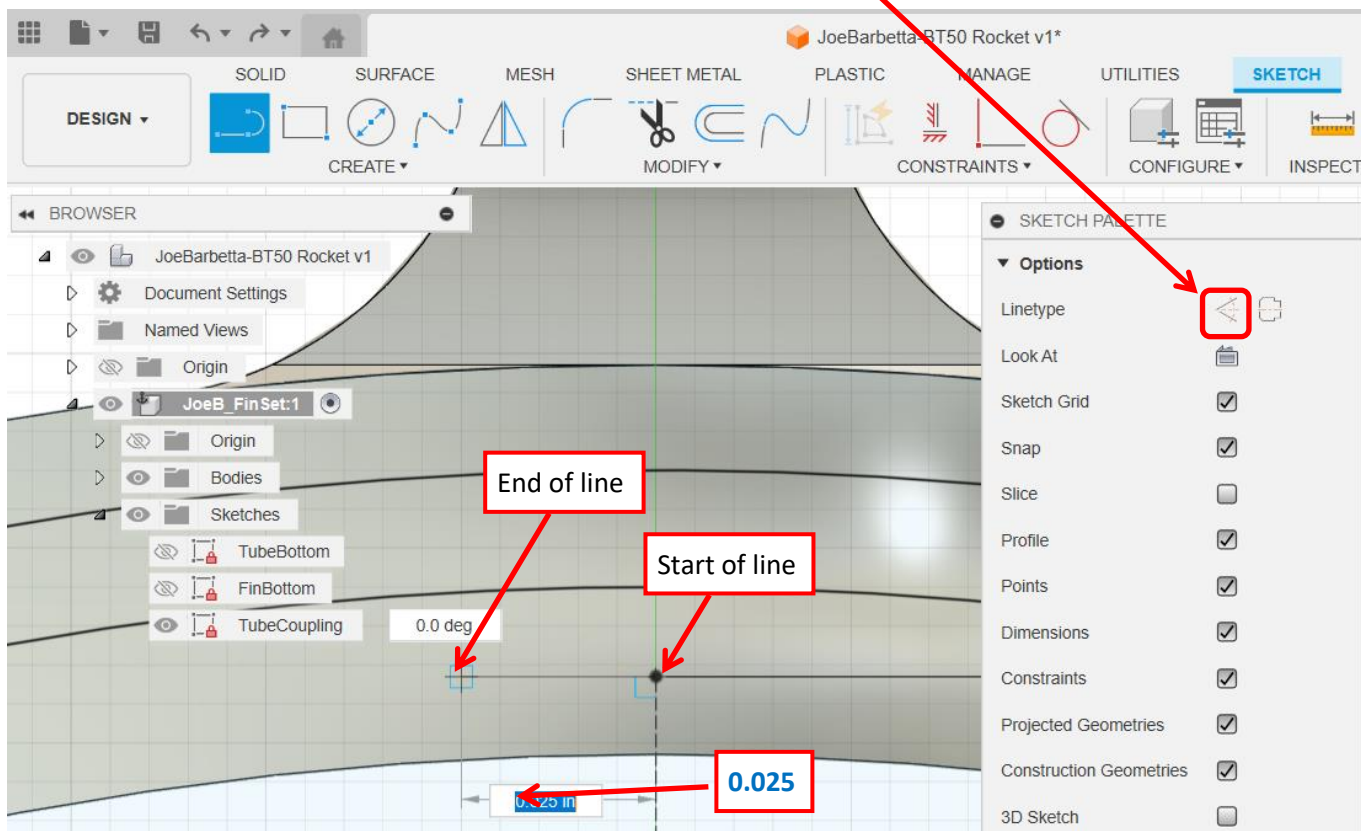 JoeBarbetta-BT50 Rocket v1*
SOLID SURFACE MESH SHEET METAL PLASTIC MANAGE UTILITIES SKETCH
DESIGN ▾
CREATE ▾ MODIFY ▾ CONSTRAINTS ▾ CONFIGURE ▾ INSPECT
BROWSER
JoeBarbetta-BT50 Rocket v1
Document Settings
Named Views
Origin
JoeB_FinSet:1
Origin
Bodies
Sketches
TubeBottom
FinBottom
TubeCoupling
0.0 deg
End of line
Start of line
0.025 in
0.025
SKETCH PALETTE
▼ Options
Linetype
Look At
Sketch Grid
Snap
Slice
Profile
Points
Dimensions
Constraints
Projected Geometries
Construction Geometries
3D Sketch